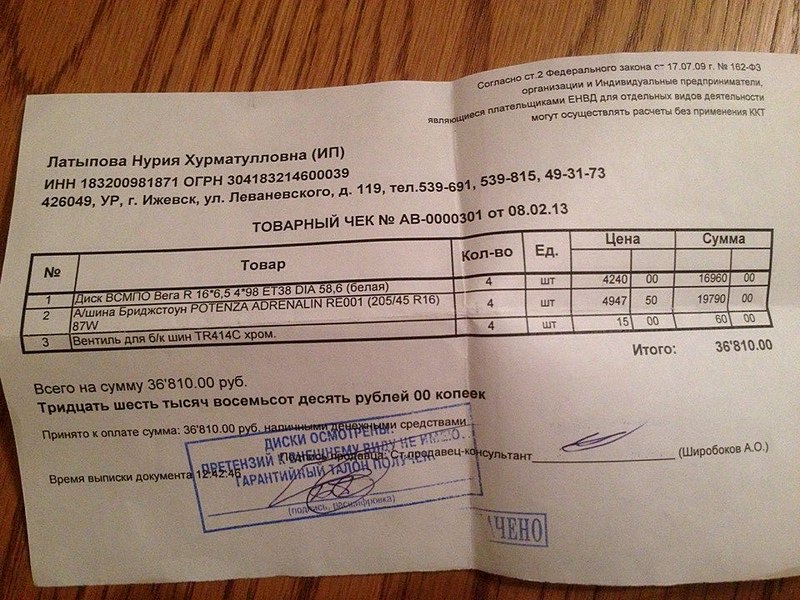 Согласно ст.2 Федерального закона от 17.07.09 г. № 162-ФЗ
организации и Индивидуальные предприниматели,
являющиеся плательщиками ЕНВД для отдельных видов деятельности
могут осуществлять расчеты без применения ККТ
Латыпова Нурия Хурматулловна (ИП)
ИНН 183200981871 ОГРН 304183214600039
426049, УР, г. Ижевск, ул. Леваневского, д. 119, тел.539-691, 539-815, 49-31-73
ТОВАРНЫЙ ЧЕК № АВ-0000301 от 08.02.13
№ Товар Кол-во Ед. Цена Сумма
1 Диск ВСМПО Вега R 16*6,5 4*98 ET38 DIA 58,6 (белая) 4 шт 4240 00 16960 00
2 А/шина Бриджстоун POTENZA ADRENALIN RE001 (205/45 R16) 87W 4 шт 4947 50 19790 00
3 Вентиль для б/к шин TR414C хром. 4 шт 15 00 60 00
Итого: 36'810.00
Всего на сумму 36'810.00 руб.
Тридцать шесть тысяч восемьсот десять рублей 00 копеек
Принято к оплате сумма: 36'810.00 руб. наличными денежными средствами
Подпись продавца: Ст продавец-консультант (Широбоков А.О.)
Время выписки документа 12:42:46
ДИСКИ ОСМОТРЕНЫ.
ПРЕТЕНЗИЙ К ВНЕШНЕМУ ВИДУ НЕ ИМЕЮ.
ГАРАНТИЙНЫЙ ТАЛОН ПОЛУЧЕН
(подпись, расшифровка)
АЧЕНО